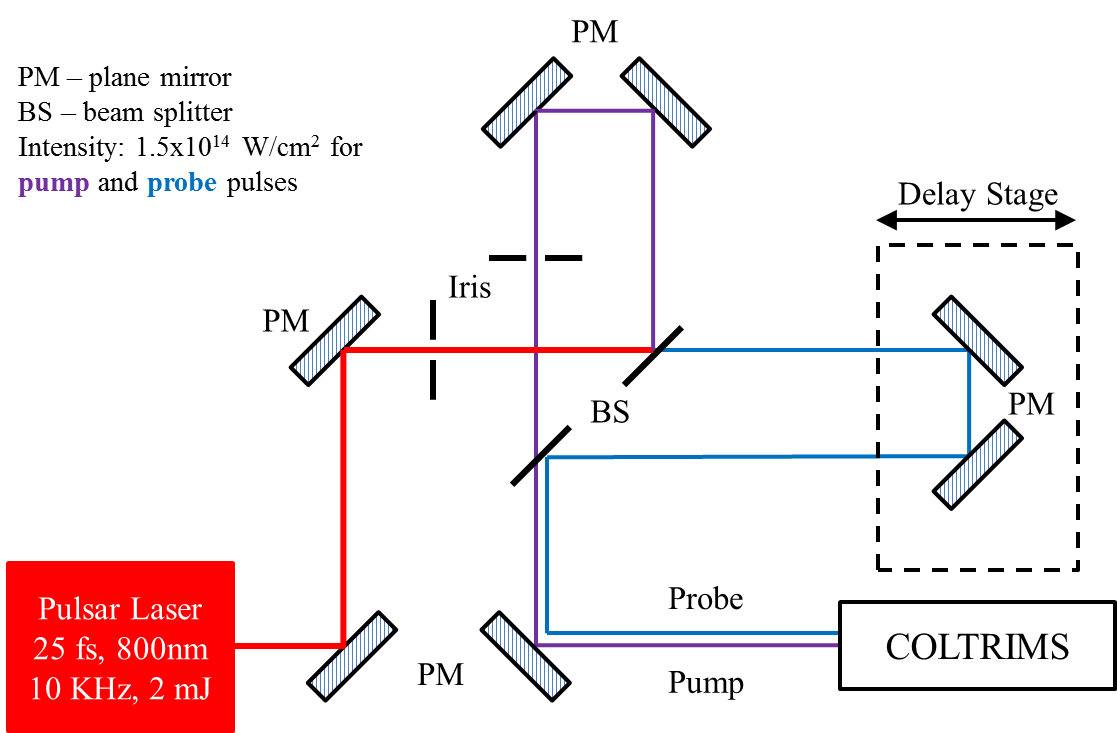 PM
PM – plane mirror
BS – beam splitter
Intensity: 1.5x10¹⁴ W/cm² for
pump and probe pulses
Delay Stage
Iris
PM
PM
BS
Pulsar Laser
25 fs, 800nm
10 KHz, 2 mJ
Probe
COLTRIMS
PM
Pump